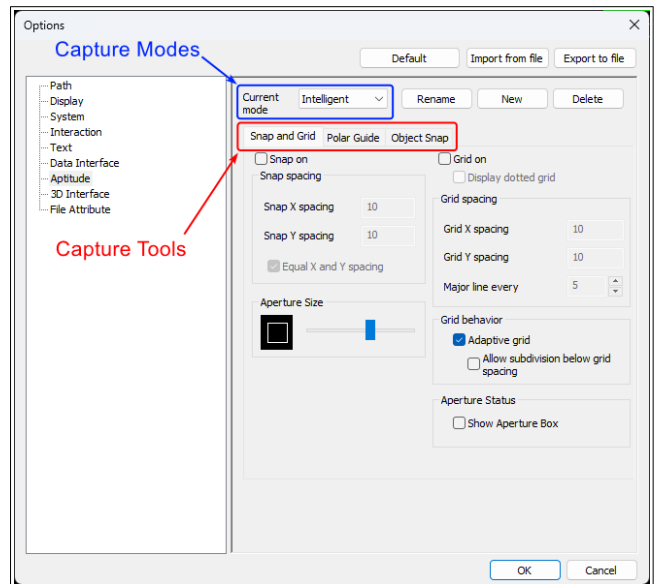 Options
Capture Modes
Default
Import from file
Export to file
Path
Display
System
Interaction
Text
Data Interface
Aptitude
3D Interface
File Attribute
Current
mode
Intelligent
Rename
New
Delete
Snap and Grid
Polar Guide
Object Snap
Capture Tools
Snap on
Snap spacing
Snap X spacing
10
Snap Y spacing
10
Equal X and Y spacing
Aperture Size
Grid on
Display dotted grid
Grid spacing
Grid X spacing
10
Grid Y spacing
10
Major line every
5
Grid behavior
Adaptive grid
Allow subdivision below grid
spacing
Aperture Status
Show Aperture Box
OK
Cancel